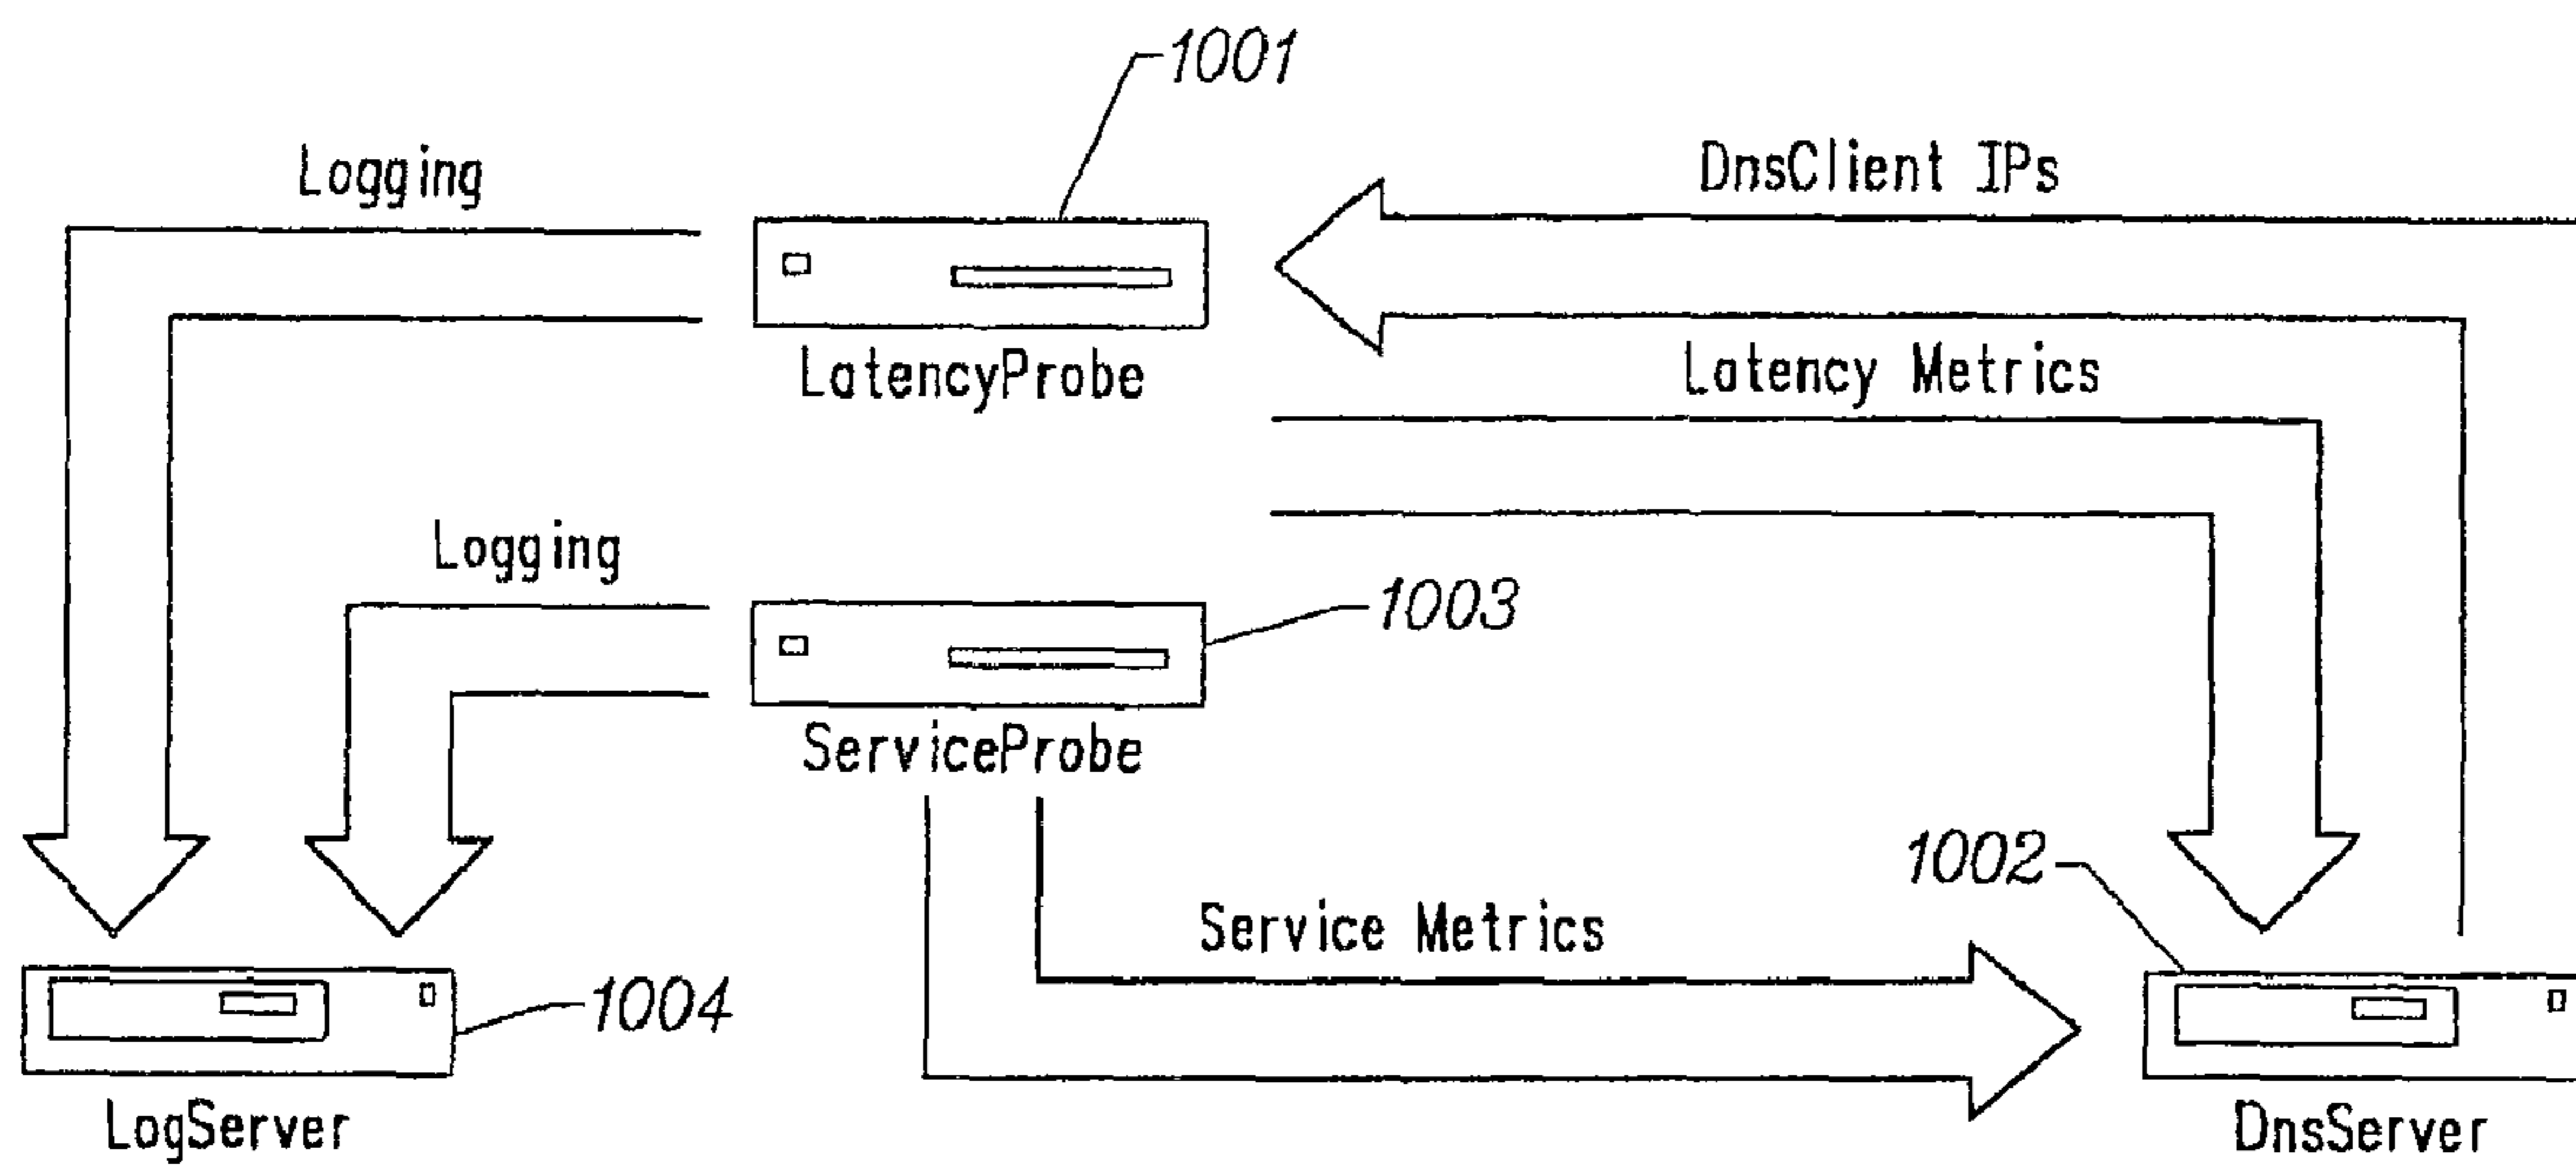 1001
Logging
DnsClient IPs
LatencyProbe
Latency Metrics
Logging
1003
ServiceProbe
1002
Service Metrics
1004
LogServer
DnsServer